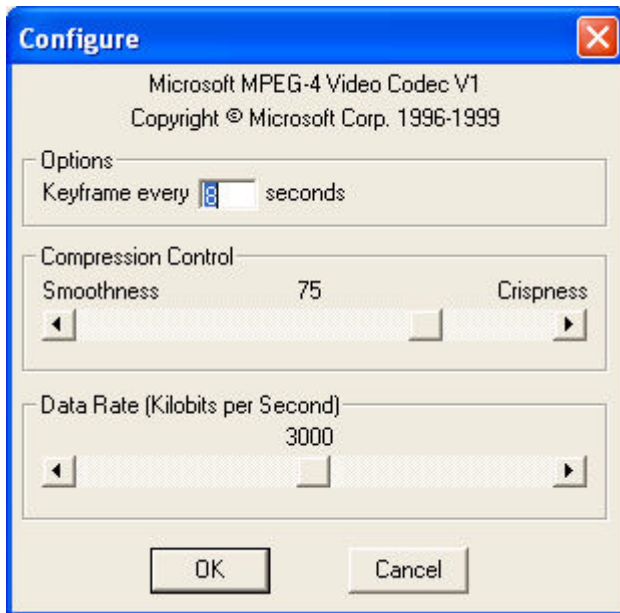 Configure
Microsoft MPEG-4 Video Codec V1
Copyright © Microsoft Corp. 1996-1999
Options
Keyframe every 8 seconds
Compression Control
Smoothness 75 Crispness
Data Rate (Kilobits per Second)
3000
OK Cancel